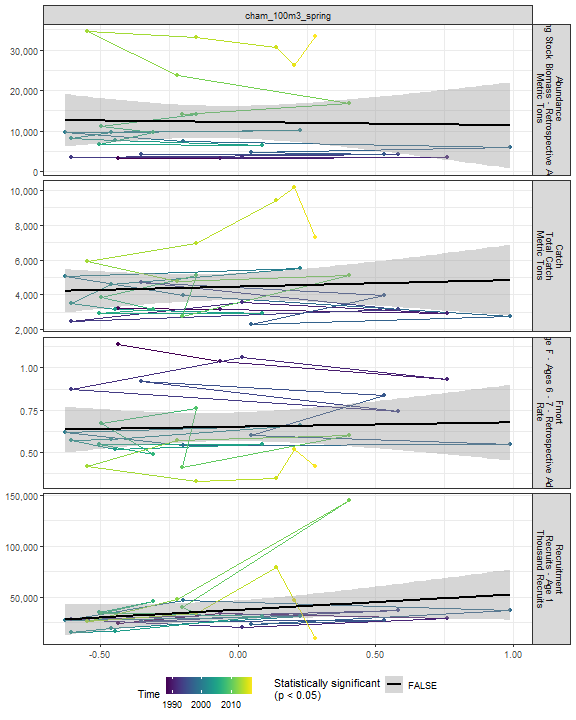 cham_100m3_spring
30,000
20,000
10,000
0
Abundance
ng Stock Biomass - Retrospective A
Metric Tons
10,000
8,000
6,000
4,000
2,000
Catch
Total Catch
Metric Tons
1.00
0.75
0.50
Fmort
ge F - Ages 6 - 7 - Retrospective Ad
Rate
150,000
100,000
50,000
Recruitment
Recruits - Age 1
Thousand Recruits
-0.50 0.00 0.50 1.00
Time
1990 2000 2010
Statistically significant
(p < 0.05)
FALSE